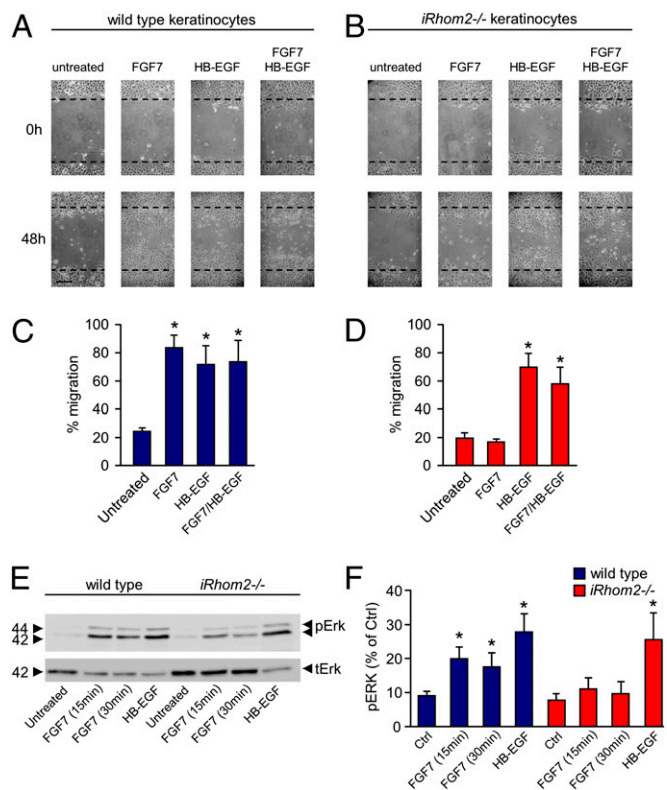 A
wild type keratinocytes
untreated
FGF7
HB-EGF
FGF7
HB-EGF
B
iRhom2-/- keratinocytes
untreated
FGF7
HB-EGF
FGF7
HB-EGF
0h
48h
C
% migration
100
80
60
40
20
0
*
*
*
Untreated
FGF7
HB-EGF
FGF7/HB-EGF
D
% migration
100
80
60
40
20
0
*
*
Untreated
FGF7
HB-EGF
FGF7/HB-EGF
E
wild type
iRhom2-/-
44
42
pErk
42
tErk
Untreated
FGF7 (15min)
FGF7 (30min)
HB-EGF
Untreated
FGF7 (15min)
FGF7 (30min)
HB-EGF
F
wild type
iRhom2-/-
pERK (% of Ctrl)
40
30
20
10
0
*
*
*
*
Ctrl
FGF7 (15min)
FGF7 (30min)
HB-EGF
Ctrl
FGF7 (15min)
FGF7 (30min)
HB-EGF